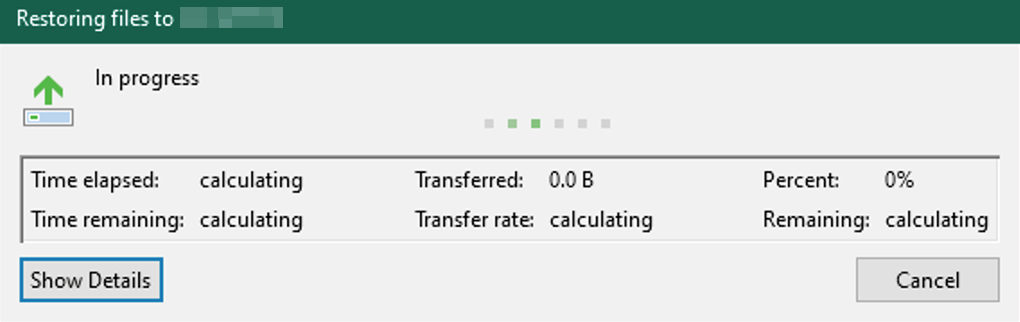 Restoring files to
In progress
Time elapsed: calculating Transferred: 0.0 B Percent: 0%
Time remaining: calculating Transfer rate: calculating Remaining: calculating
Show Details Cancel